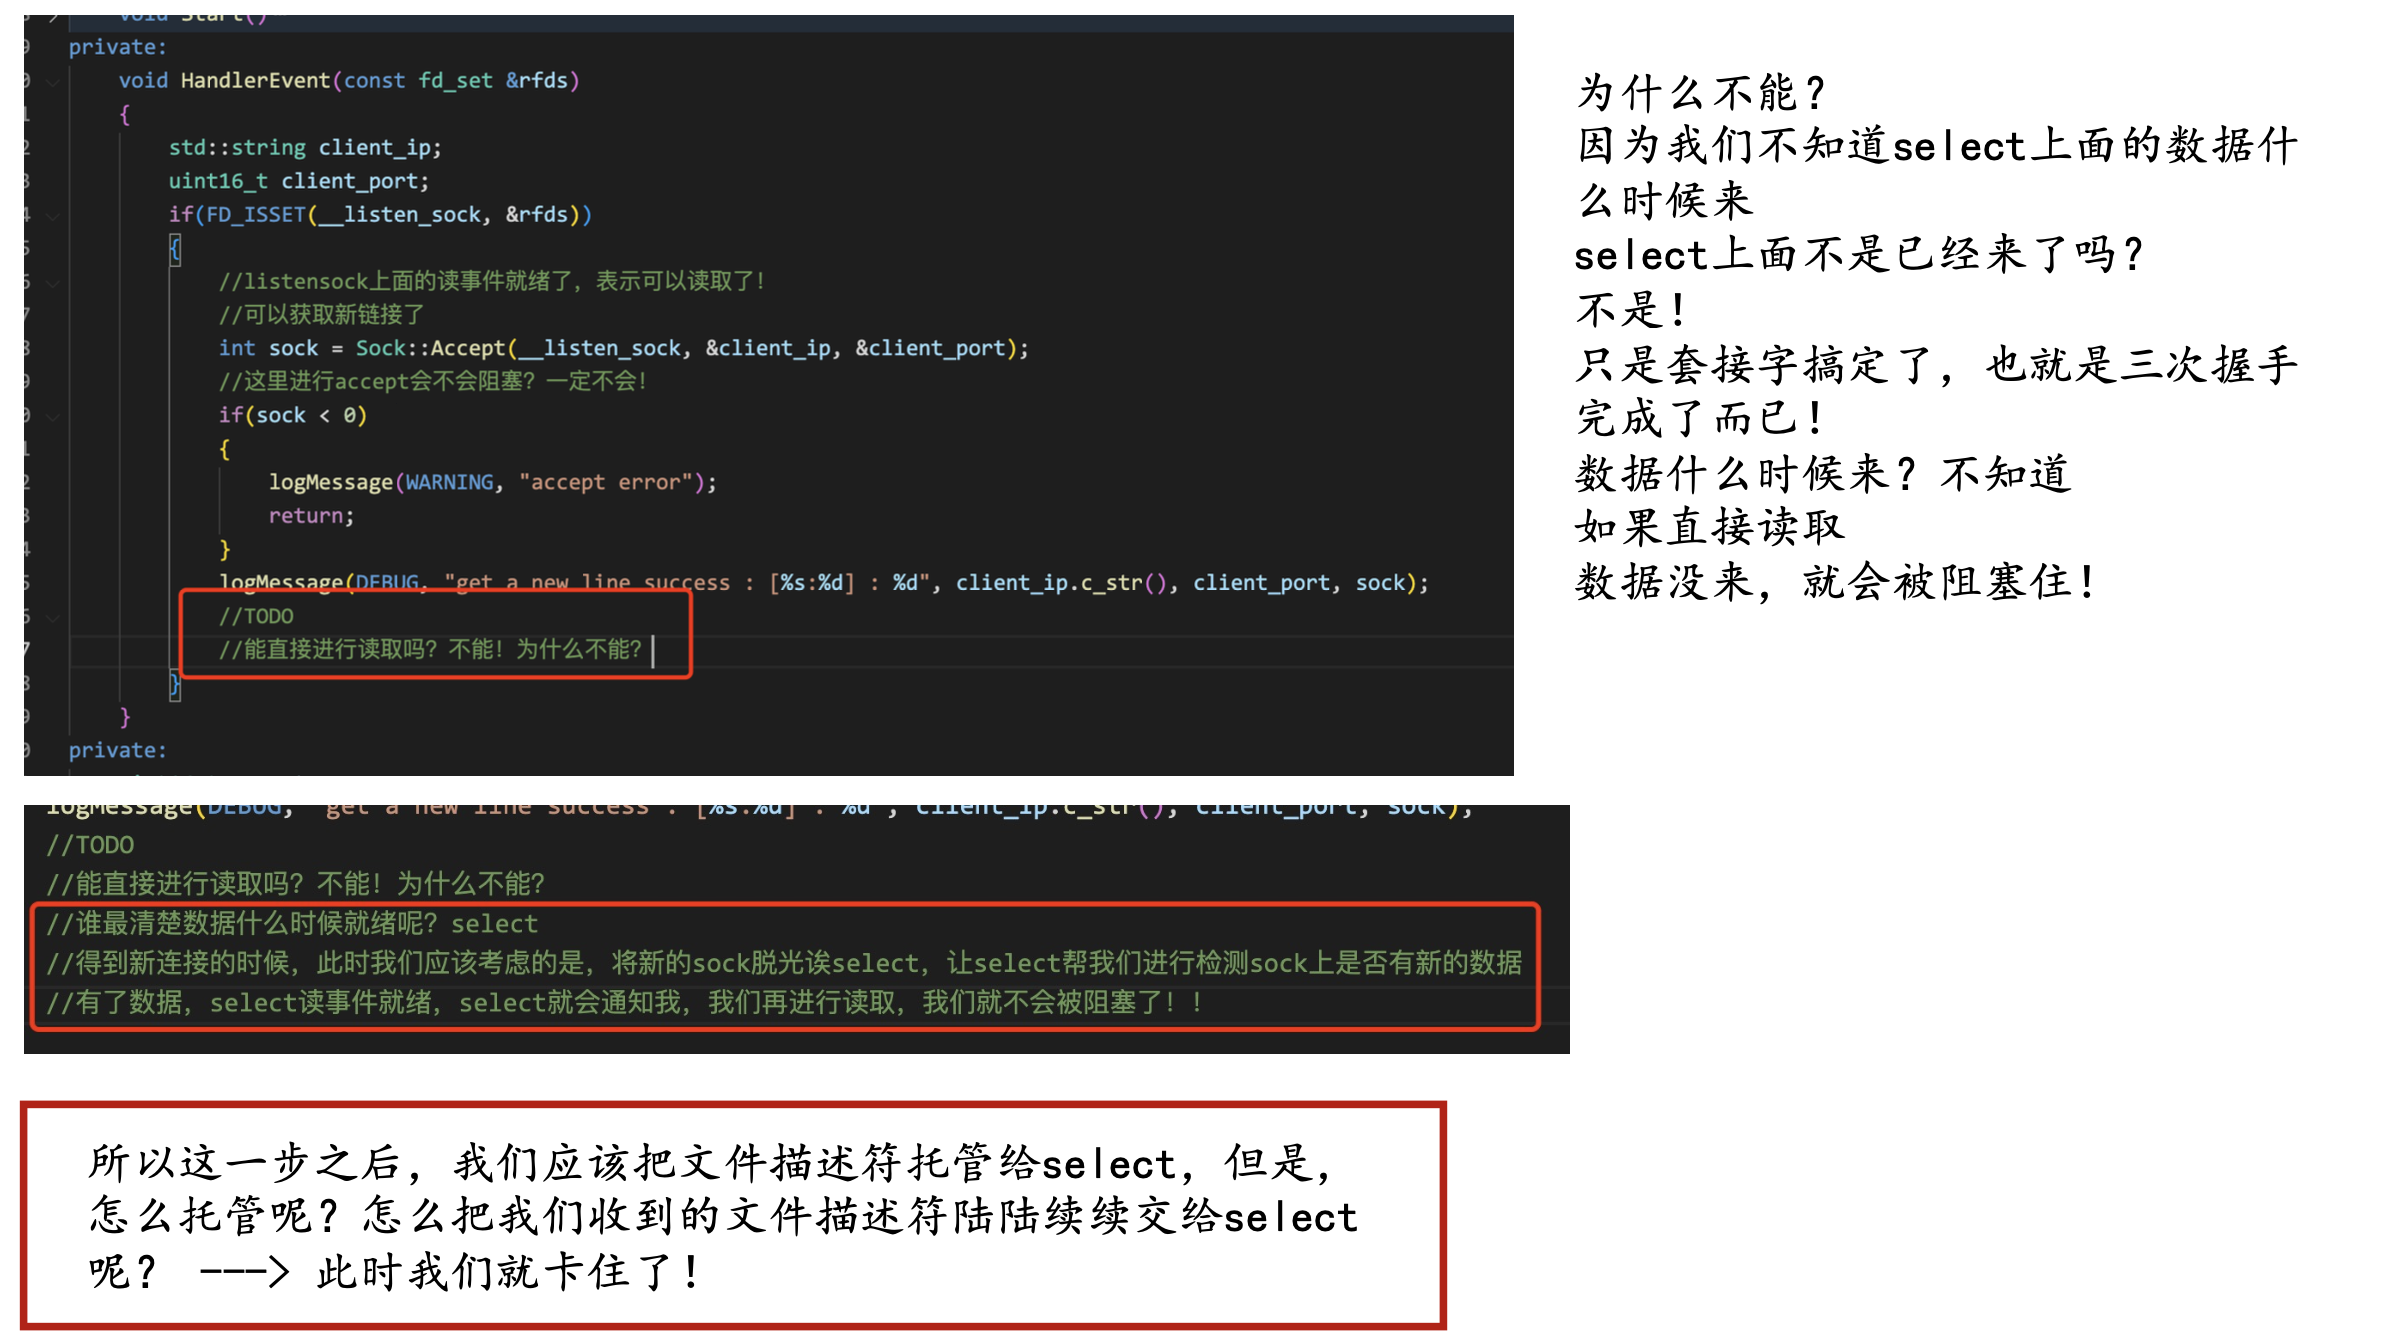 private:
void HandlerEvent(const fd_set &rfds)
{
std::string client_ip;
uint16_t client_port;
if(FD_ISSET(__listen_sock, &rfds))
{
//listensock上面的读事件就绪了，表示可以读取了！
//可以获取新链接了
int sock = Sock::Accept(__listen_sock, &client_ip, &client_port);
//这里进行accept会不会阻塞？一定不会！
if(sock < 0)
{
logMessage(WARNING, "accept error");
return;
}
logMessage(DEBUG, "get a new line success : [%s:%d] : %d", client_ip.c_str(), client_port, sock);
//TODO
//能直接进行读取吗？不能！为什么不能？
}
}
private:
为什么不能？
因为我们不知道select上面的数据什
么时候来
select上面不是已经来了吗？
不是！
只是套接字搞定了，也就是三次握手
完成了而已！
数据什么时候来？不知道
如果直接读取
数据没来，就会被阻塞住！
logMessage(DEBUG, "get a new line success : [%s:%d] : %d", client_ip.c_str(), client_port, sock);
//TODO
//能直接进行读取吗？不能！为什么不能？
//谁最清楚数据什么时候就绪呢？select
//得到新连接的时候，此时我们应该考虑的是，将新的sock脱光诶select，让select帮我们进行检测sock上是否有新的数据
//有了数据，select读事件就绪，select就会通知我，我们再进行读取，我们就不会被阻塞了！！
所以这一步之后，我们应该把文件描述符托管给select，但是，
怎么托管呢？怎么把我们收到的文件描述符陆陆续续交给select
呢？ ---> 此时我们就卡住了！